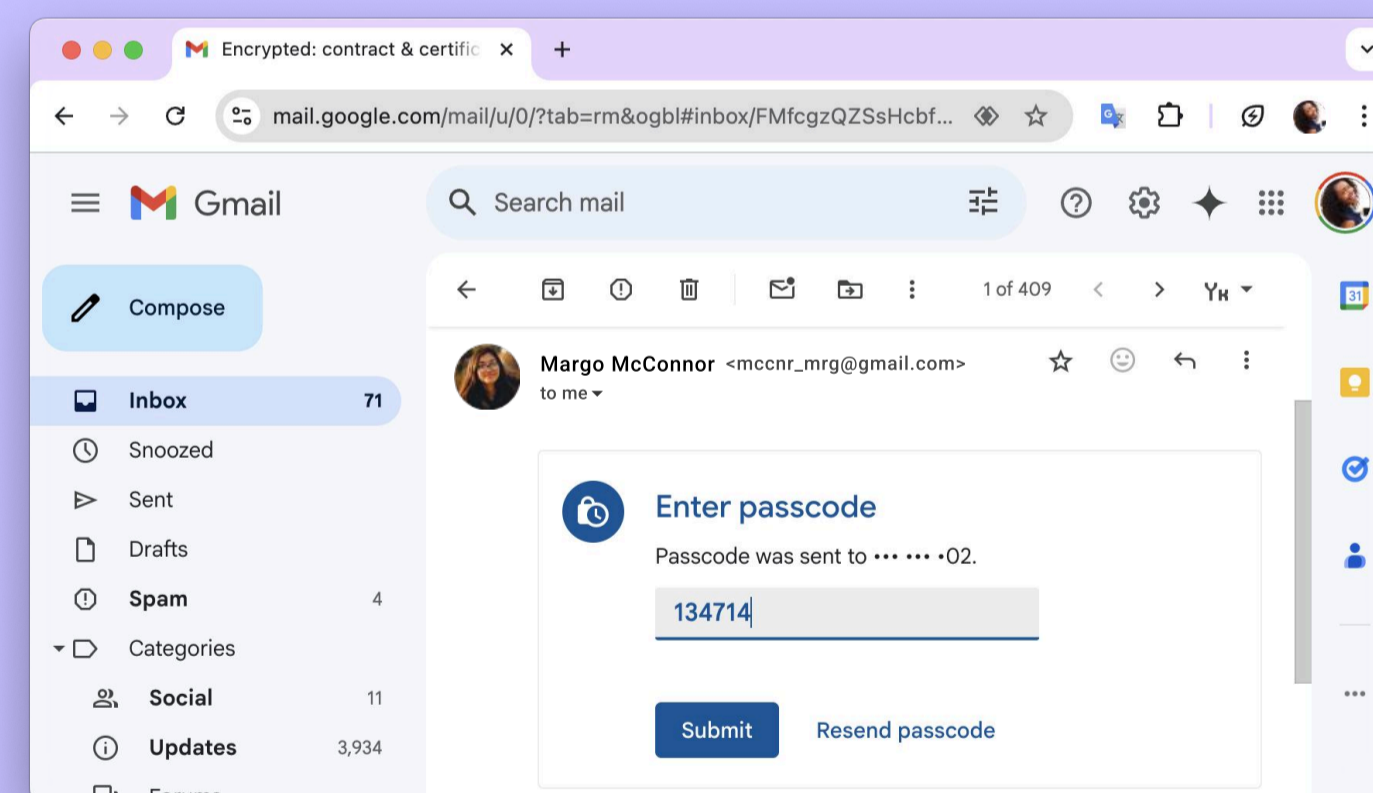 Encrypted: contract & certific
mail.google.com/mail/u/0/?tab=rm&ogbl#inbox/FMfcgzQZSsHcbf...
Gmail
Search mail
Compose
1 of 409
31
Margo McConnor <mccnr_mrg@gmail.com>
to me
Inbox 71
Snoozed
Sent
Drafts
Spam 4
Categories
Social 11
Updates 3,934
Enter passcode
Passcode was sent to ••• ••• •02.
134714
Submit Resend passcode